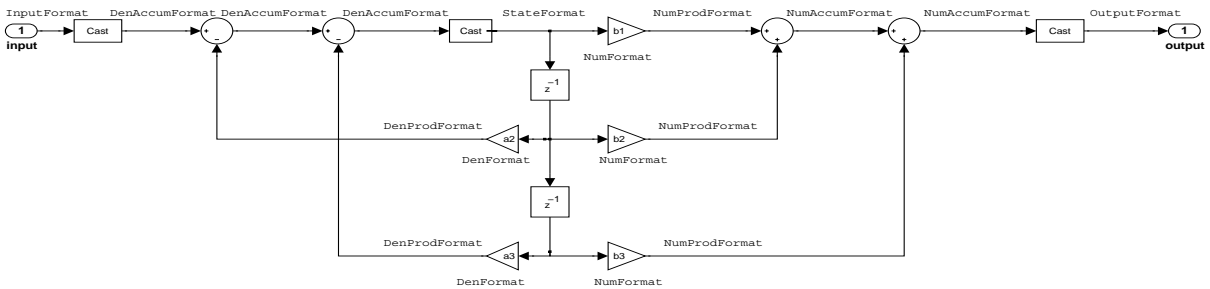 InputFormat DenAccumFormat DenAccumFormat DenAccumFormat StateFormat NumProdFormat NumAccumFormat NumAccumFormat OutputFormat
1 Cast + − + − Cast b1 + + + + Cast 1
input output
NumFormat
z−1
DenProdFormat NumProdFormat
a2 b2
DenFormat NumFormat
z−1
DenProdFormat NumProdFormat
a3 b3
DenFormat NumFormat